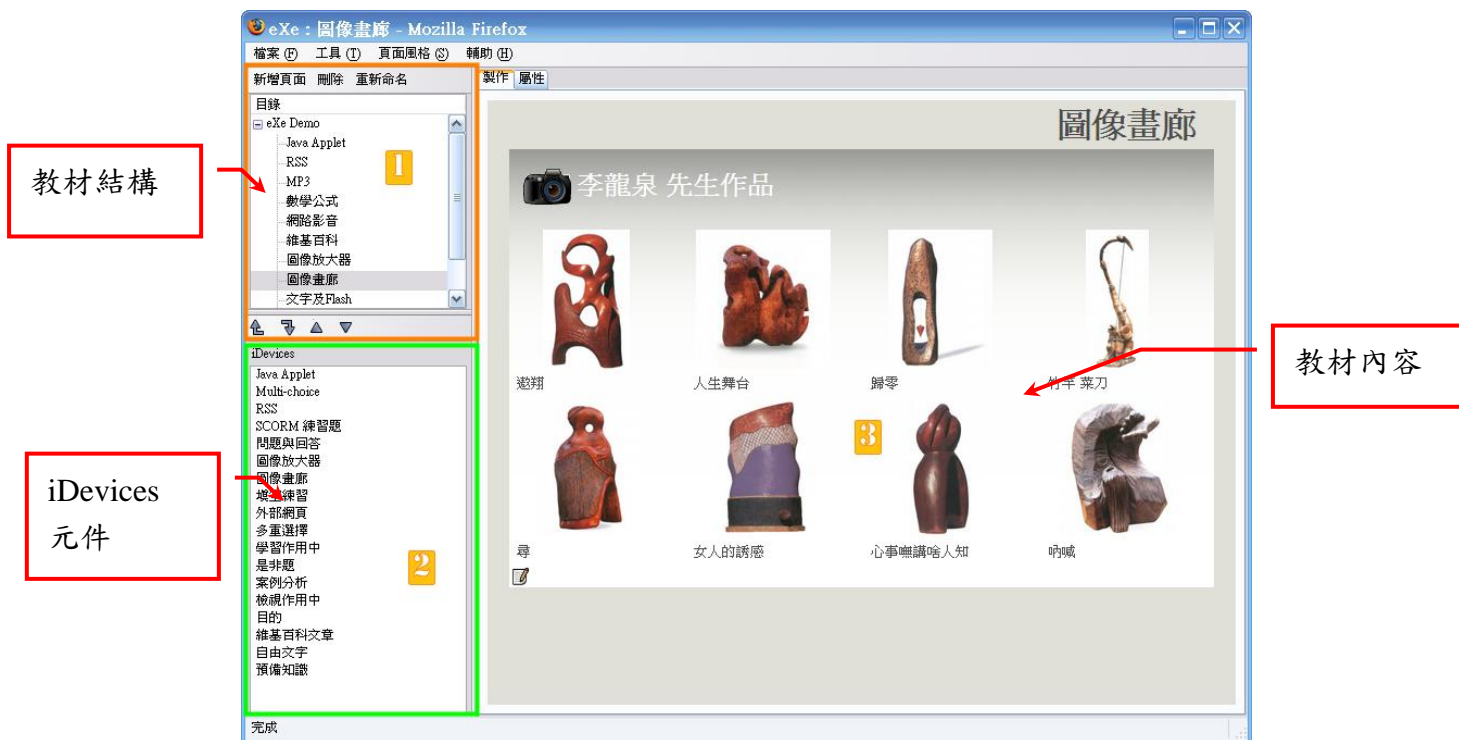 eXe : 圖像畫廊 - Mozilla Firefox
檔案 (F) 工具 (T) 頁面風格 (S) 輔助 (H)
新增頁面 刪除 重新命名
製作 屬性
目錄
eXe Demo
Java Applet
RSS
MP3
數學公式
網路影音
維基百科
圖像放大器
圖像畫廊
文字及Flash
1
教材結構
iDevices
Java Applet
Multi-choice
RSS
SCORM 練習題
問題與回答
圖像放大器
圖像畫廊
填空練習
外部網頁
多重選擇
學習作用中
是非題
案例分析
檢視作用中
目的
維基百科文章
自由文字
預備知識
2
iDevices
元件
圖像畫廊
李龍泉 先生作品
遨翔 人生舞台 歸零 竹竿 菜刀
3
尋 女人的誘惑 心事嘸講啥人知 吶喊
教材內容
完成